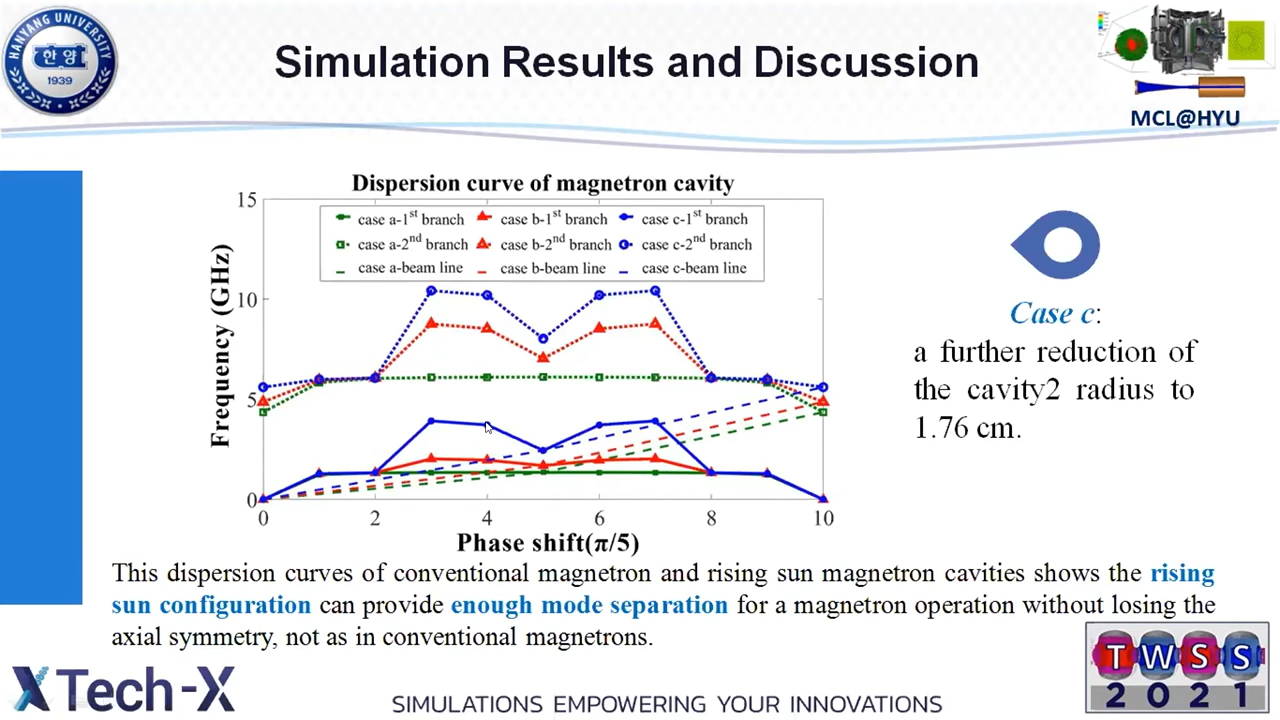 HANYANG UNIVERSITY
한양
1939
Simulation Results and Discussion
MCL@HYU
Dispersion curve of magnetron cavity
case a-1st branch
case b-1st branch
case c-1st branch
case a-2nd branch
case b-2nd branch
case c-2nd branch
case a-beam line
case b-beam line
case c-beam line
Frequency (GHz)
15
10
5
0
0
2
4
6
8
10
Phase shift(π/5)
Case c:
a further reduction of
the cavity2 radius to
1.76 cm.
This dispersion curves of conventional magnetron and rising sun magnetron cavities shows the rising
sun configuration can provide enough mode separation for a magnetron operation without losing the
axial symmetry, not as in conventional magnetrons.
Tech-X
SIMULATIONS EMPOWERING YOUR INNOVATIONS
TWSS
2021